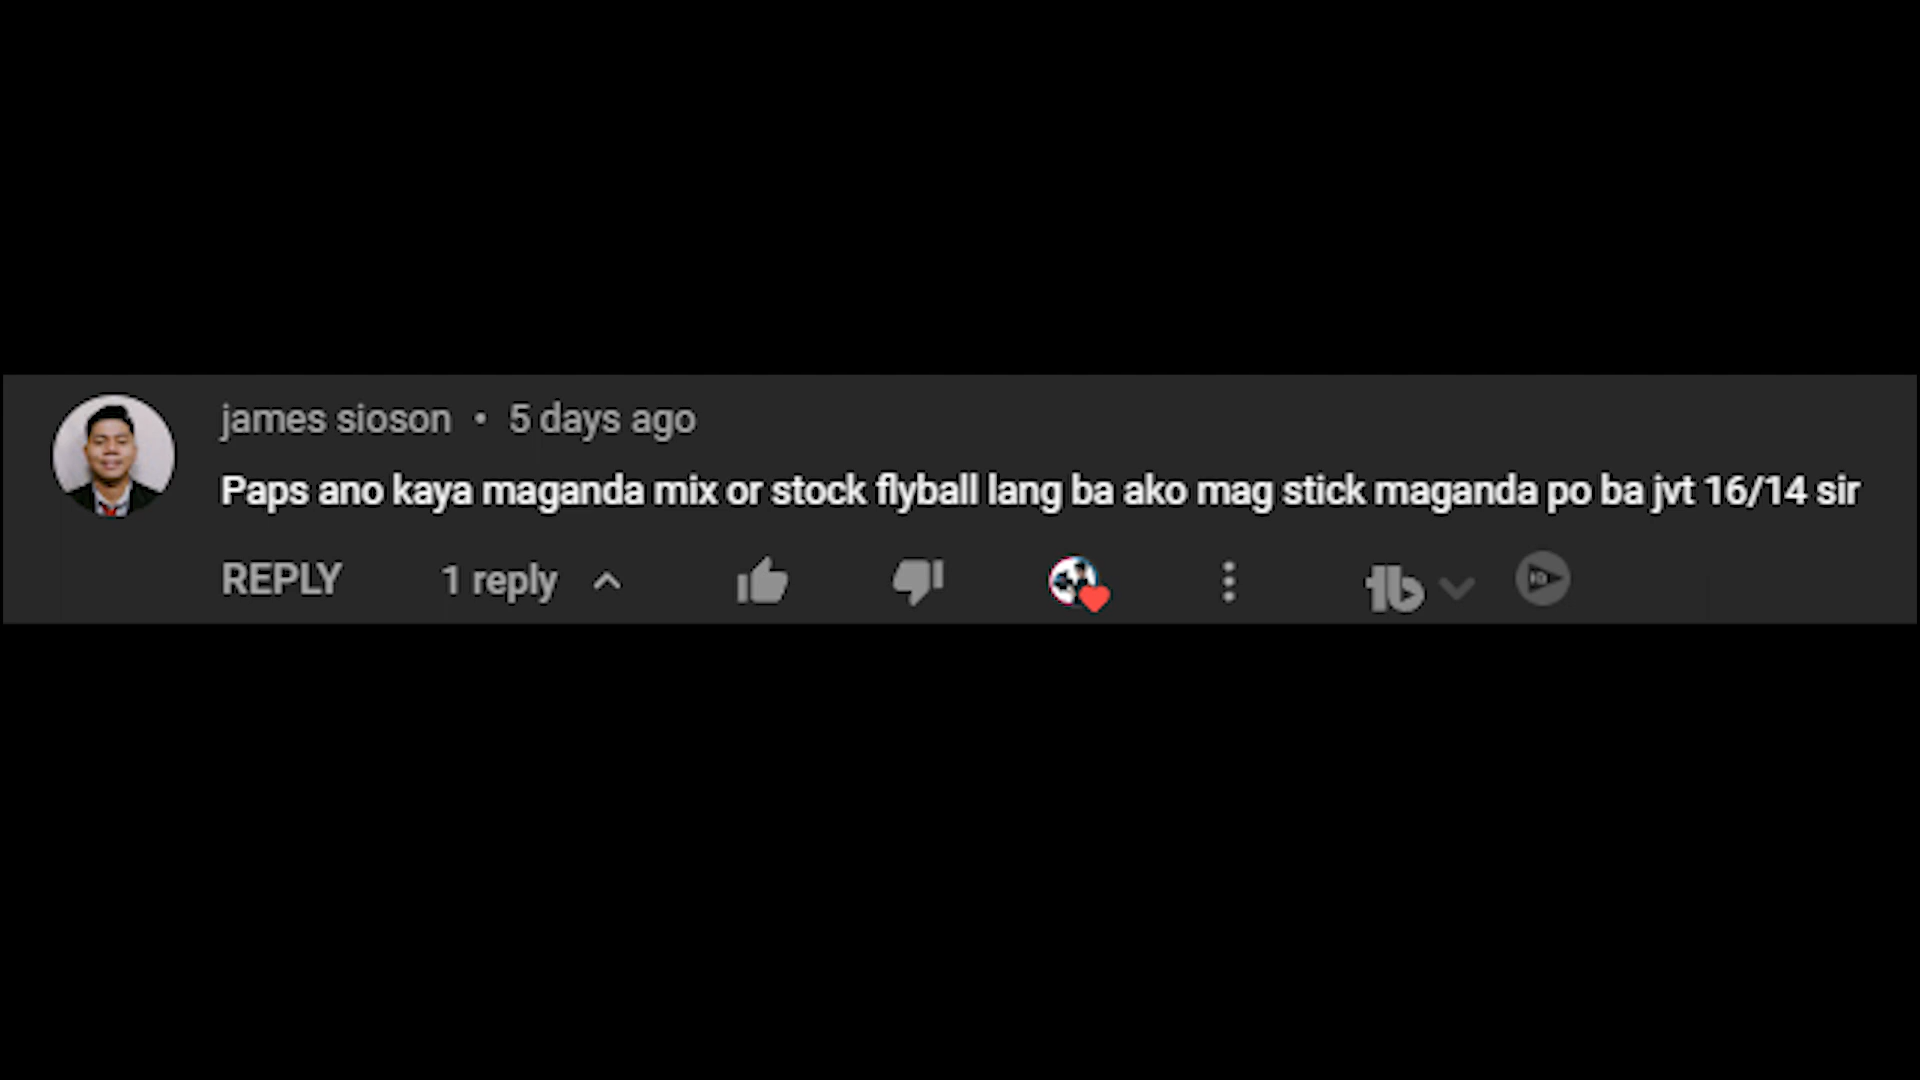 james sioson • 5 days ago
Paps ano kaya maganda mix or stock flyball lang ba ako mag stick maganda po ba jvt 16/14 sir
REPLY 1 reply